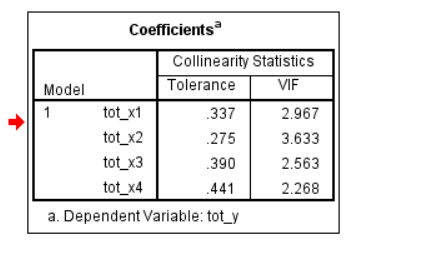 Coefficientsa
Collinearity Statistics
Model Tolerance VIF
1 tot_x1 .337 2.967
tot_x2 .275 3.633
tot_x3 .390 2.563
tot_x4 .441 2.268
a. Dependent Variable: tot_y